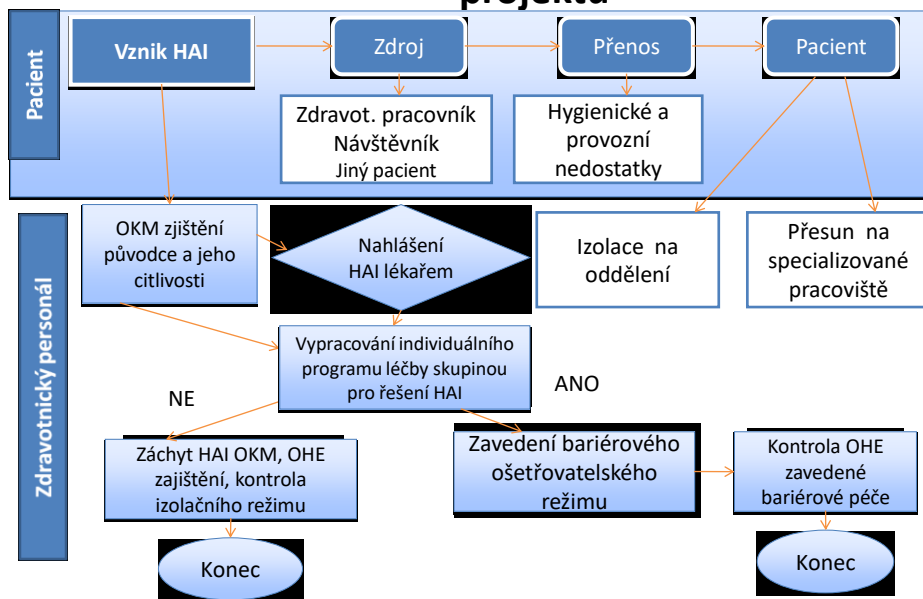 projektu
Pacient
Vznik HAI
Zdroj
Přenos
Pacient
Zdravot. pracovník
Návštěvník
Jiný pacient
Hygienické a
provozní
nedostatky
Zdravotnický personál
OKM zjištění
původce a jeho
citlivosti
Nahlášení
HAI lékařem
Izolace na
oddělení
Přesun na
specializované
pracoviště
Vypracování individuálního
programu léčby skupinou
pro řešení HAI
NE
ANO
Záchyt HAI OKM, OHE
zajištění, kontrola
izolačního režimu
Zavedení bariérového
ošetřovatelského
režimu
Kontrola OHE
zavedené
bariérové péče
Konec
Konec